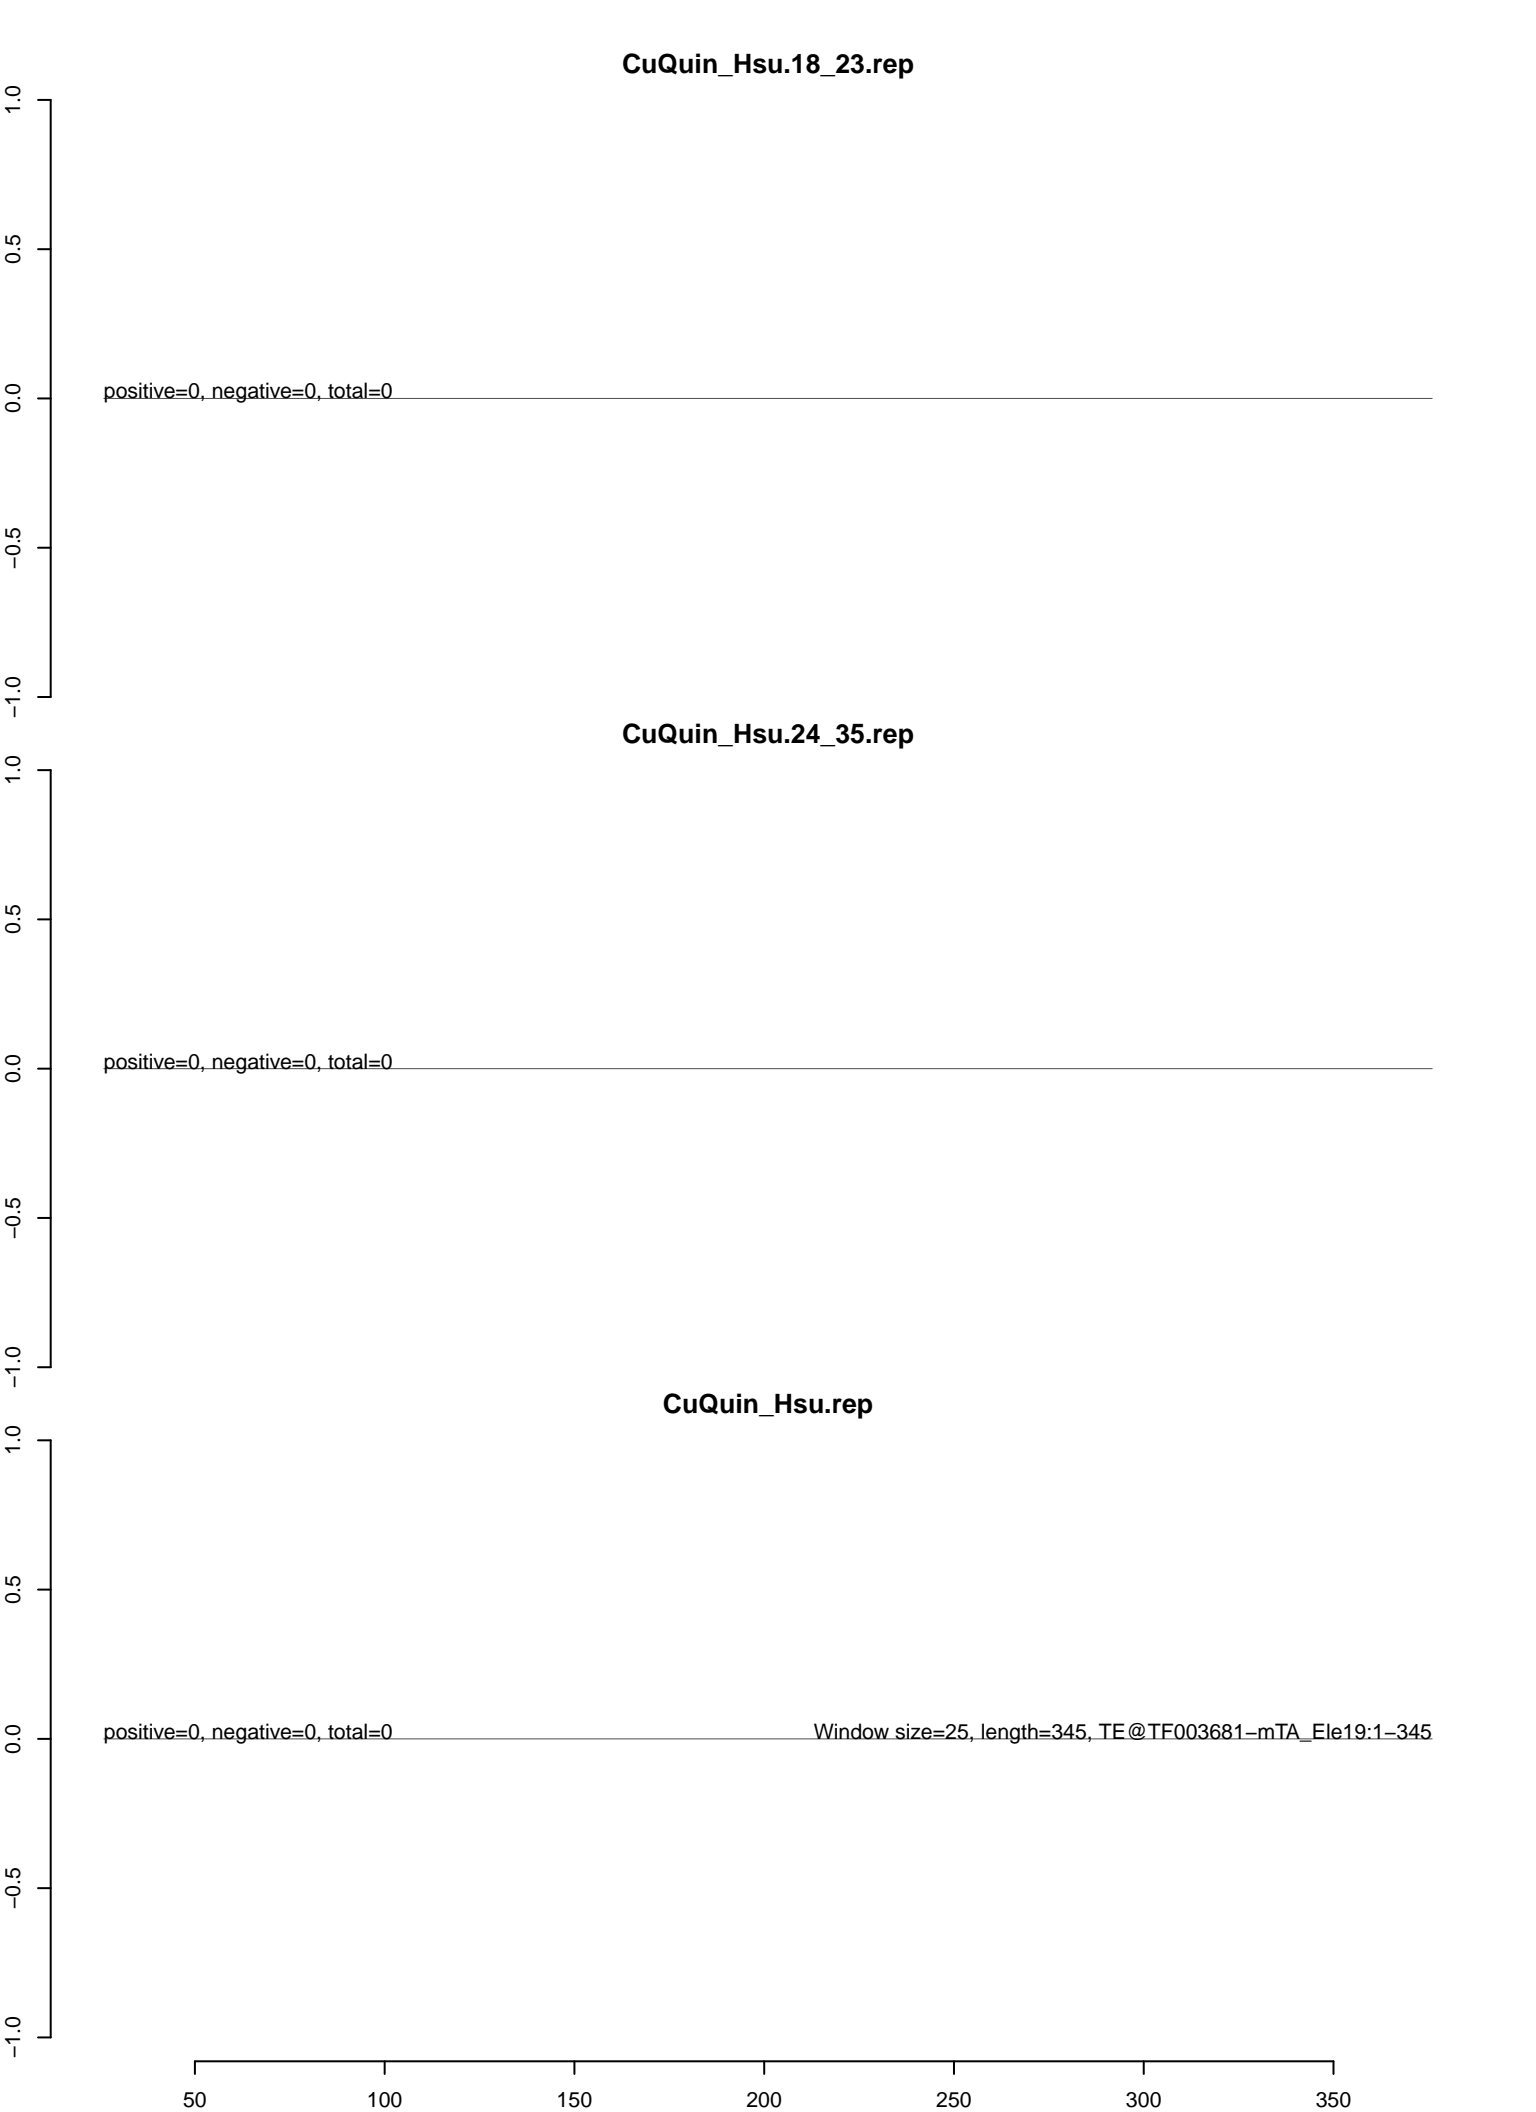 CuQuin_Hsu.18_23.rep
1.0
0.5
0.0
−0.5
−1.0
positive=0, negative=0, total=0
CuQuin_Hsu.24_35.rep
1.0
0.5
0.0
−0.5
−1.0
positive=0, negative=0, total=0
CuQuin_Hsu.rep
1.0
0.5
0.0
−0.5
−1.0
positive=0, negative=0, total=0
Window size=25, length=345, TE@TF003681−mTA_Ele19:1−345
50 100 150 200 250 300 350